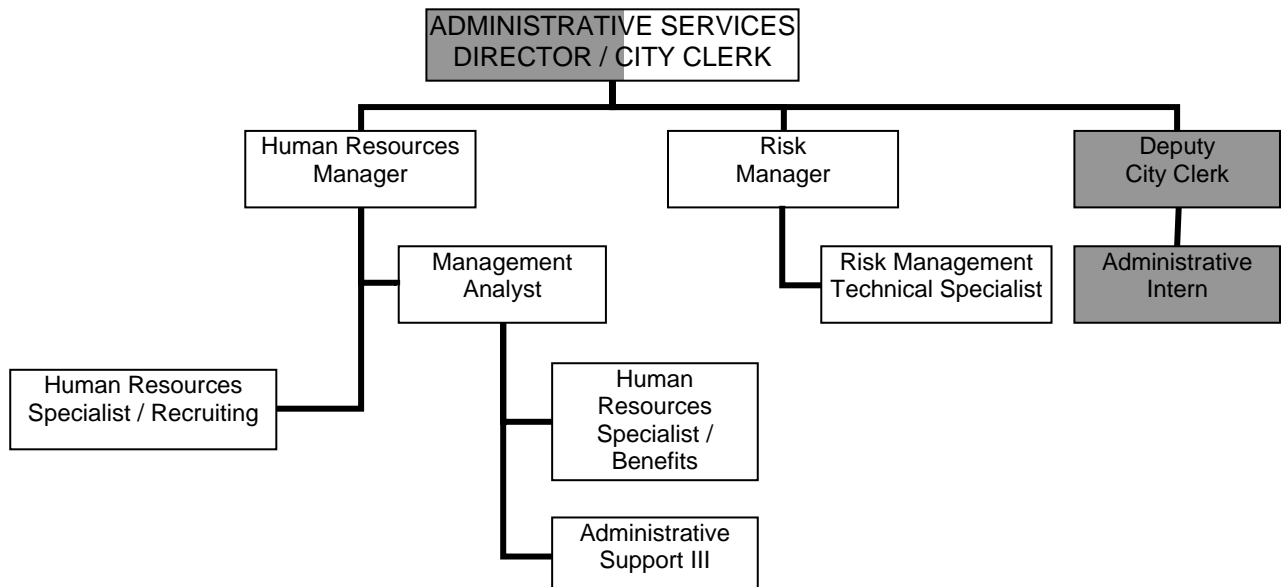 ADMINISTRATIVE SERVICES
DIRECTOR / CITY CLERK
Human Resources
Manager
Risk
Manager
Deputy
City Clerk
Management
Analyst
Risk Management
Technical Specialist
Administrative
Intern
Human Resources
Specialist / Recruiting
Human
Resources
Specialist /
Benefits
Administrative
Support III